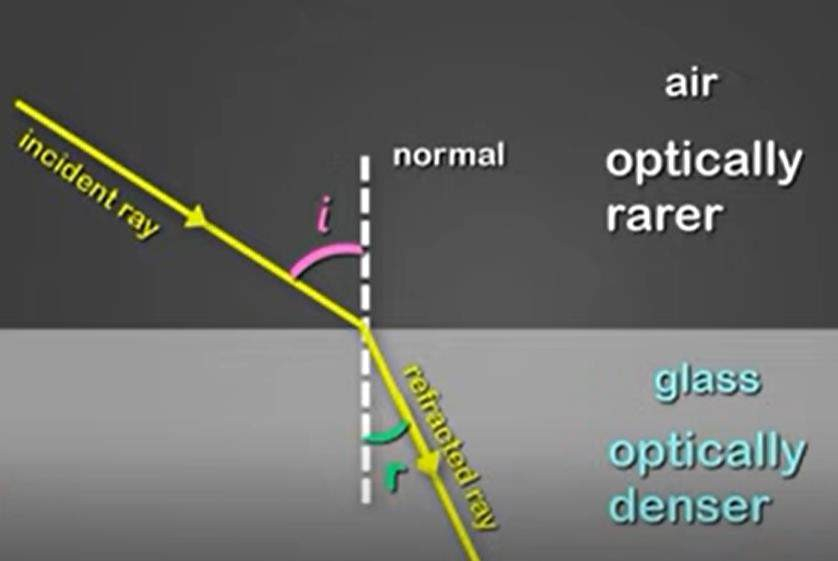 air
incident ray
normal
optically
rarer
i
glass
refracted ray
optically
denser
r